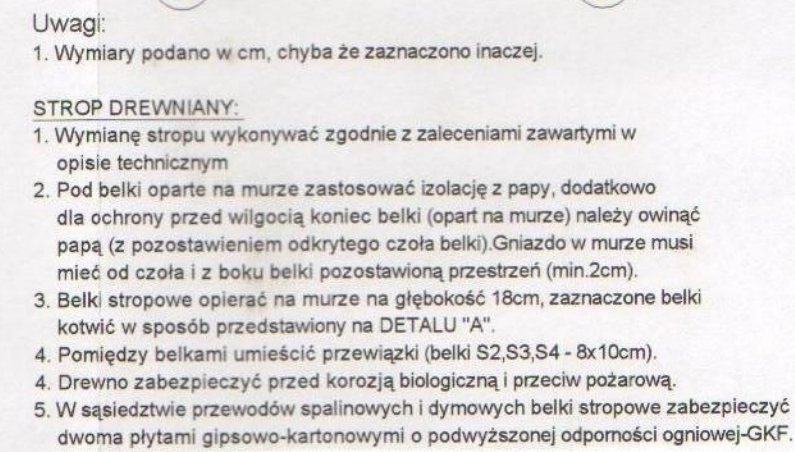 Uwagi:
1. Wymiary podano w cm, chyba że zaznaczono inaczej.
STROP DREWNIANY:
1. Wymianę stropu wykonywać zgodnie z zaleceniami zawartymi w
opisie technicznym
2. Pod belki oparte na murze zastosować izolację z papy, dodatkowo
dla ochrony przed wilgocią koniec belki (opart na murze) należy owinąć
papą (z pozostawieniem odkrytego czoła belki).Gniazdo w murze musi
mieć od czoła i z boku belki pozostawioną przestrzeń (min.2cm).
3. Belki stropowe opierać na murze na głębokość 18cm, zaznaczone belki
kotwić w sposób przedstawiony na DETALU "A".
4. Pomiędzy belkami umieścić przewiązki (belki S2,S3,S4 - 8x10cm).
4. Drewno zabezpieczyć przed korozją biologiczną i przeciw pożarową.
5. W sąsiedztwie przewodów spalinowych i dymowych belki stropowe zabezpieczyć
dwoma płytami gipsowo-kartonowymi o podwyższonej odporności ogniowej-GKF.